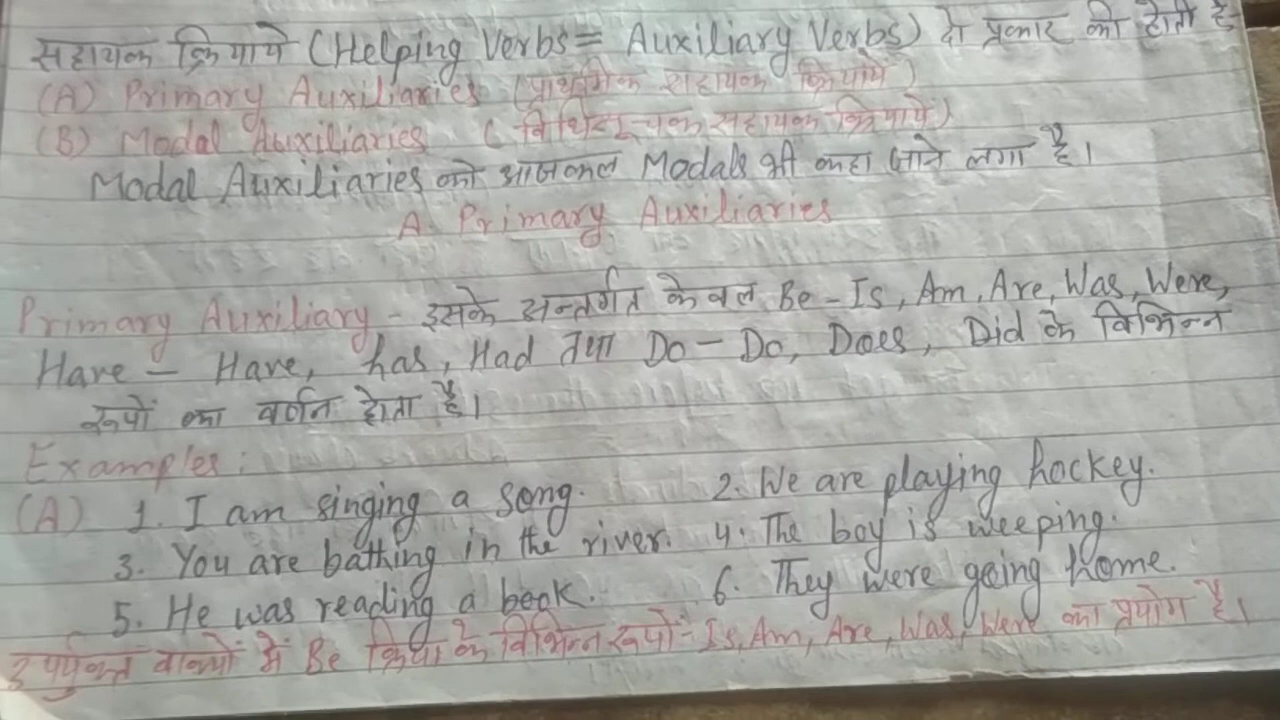 सहायक क्रियाये (Helping Verbs = Auxiliary Verbs) दो प्रकार की होती है
(A) Primary Auxiliaries (प्राथमिक सहायक क्रियाये)
(B) Modal Auxiliaries ( सहायक क्रियाये)
Modal Auxiliaries को आजकल Modals भी कहा जाने लगा है।
A. Primary Auxiliaries
Primary Auxiliary - इसके अन्तर्गत केवल Be - Is, Am, Are, Was, Were,
Have - Have, has, Had तथा Do - Do, Does, Did के विभिन्न
रूपों का वर्णन होता है।
Examples:
(A) 1. I am singing a song. 2. We are playing hockey.
3. You are bathing in the river. 4. The boy is weeping.
5. He was reading a book. 6. They were going home.
उपर्युक्त वाक्यों में Be क्रिया के विभिन्न रूपों - Is, Am, Are, Was, Were का प्रयोग है।